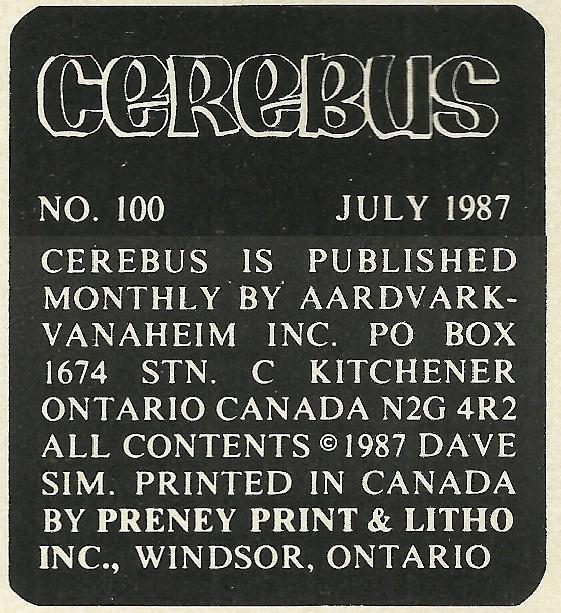 CEREBUS
NO. 100 JULY 1987
CEREBUS IS PUBLISHED
MONTHLY BY AARDVARK-
VANAHEIM INC. PO BOX
1674 STN. C KITCHENER
ONTARIO CANADA N2G 4R2
ALL CONTENTS © 1987 DAVE
SIM. PRINTED IN CANADA
BY PRENEY PRINT & LITHO
INC., WINDSOR, ONTARIO